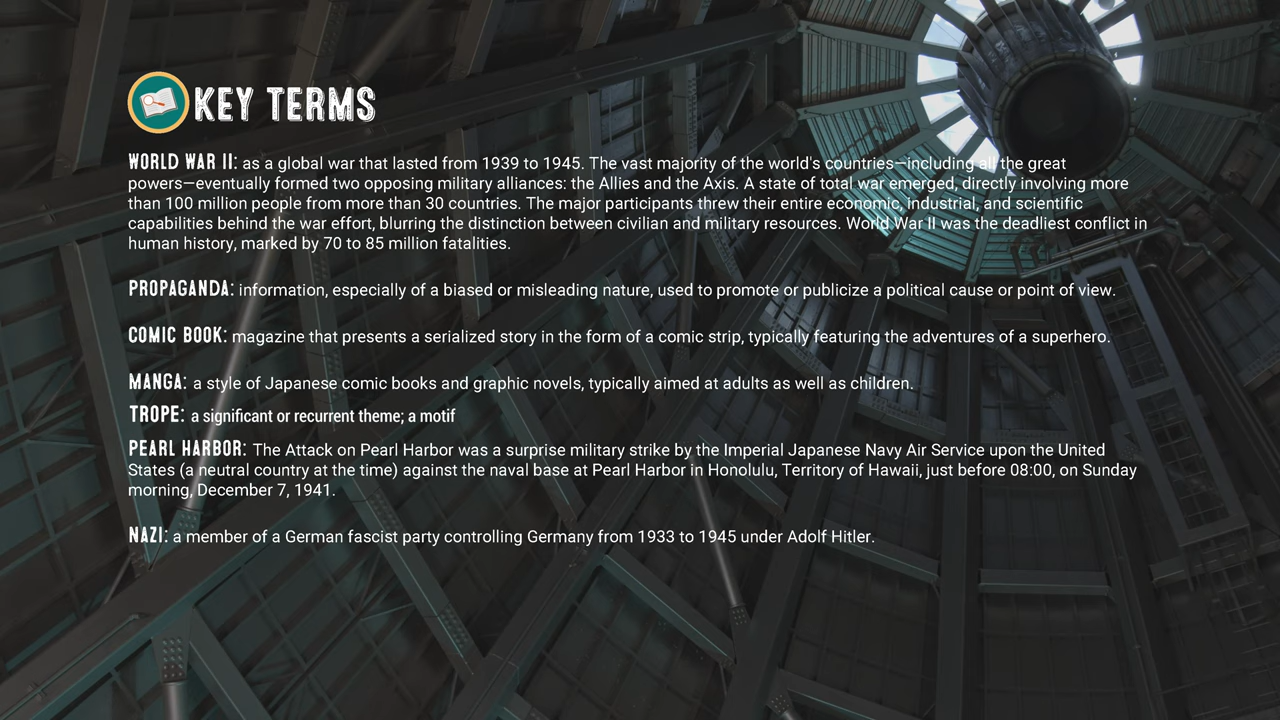 KEY TERMS
WORLD WAR II: as a global war that lasted from 1939 to 1945. The vast majority of the world's countries—including all the great
powers—eventually formed two opposing military alliances: the Allies and the Axis. A state of total war emerged, directly involving more
than 100 million people from more than 30 countries. The major participants threw their entire economic, industrial, and scientific
capabilities behind the war effort, blurring the distinction between civilian and military resources. World War II was the deadliest conflict in
human history, marked by 70 to 85 million fatalities.
PROPAGANDA: information, especially of a biased or misleading nature, used to promote or publicize a political cause or point of view.
COMIC BOOK: magazine that presents a serialized story in the form of a comic strip, typically featuring the adventures of a superhero.
MANGA: a style of Japanese comic books and graphic novels, typically aimed at adults as well as children.
TROPE: a significant or recurrent theme; a motif
PEARL HARBOR: The Attack on Pearl Harbor was a surprise military strike by the Imperial Japanese Navy Air Service upon the United
States (a neutral country at the time) against the naval base at Pearl Harbor in Honolulu, Territory of Hawaii, just before 08:00, on Sunday
morning, December 7, 1941.
NAZI: a member of a German fascist party controlling Germany from 1933 to 1945 under Adolf Hitler.